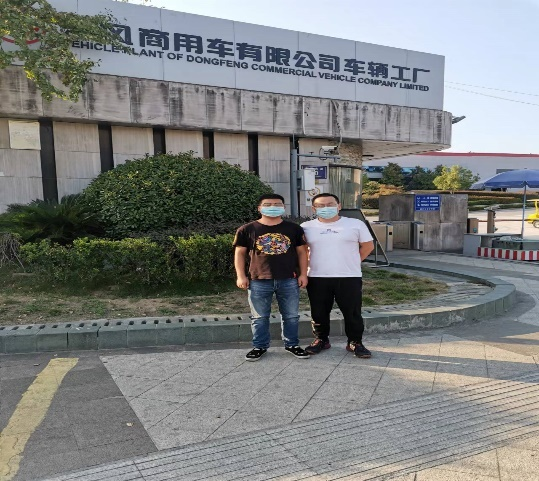 风商用车有限公司车辆工厂
VEHICLE PLANT OF DONGFENG COMMERCIAL VEHICLE COMPANY LIMITED